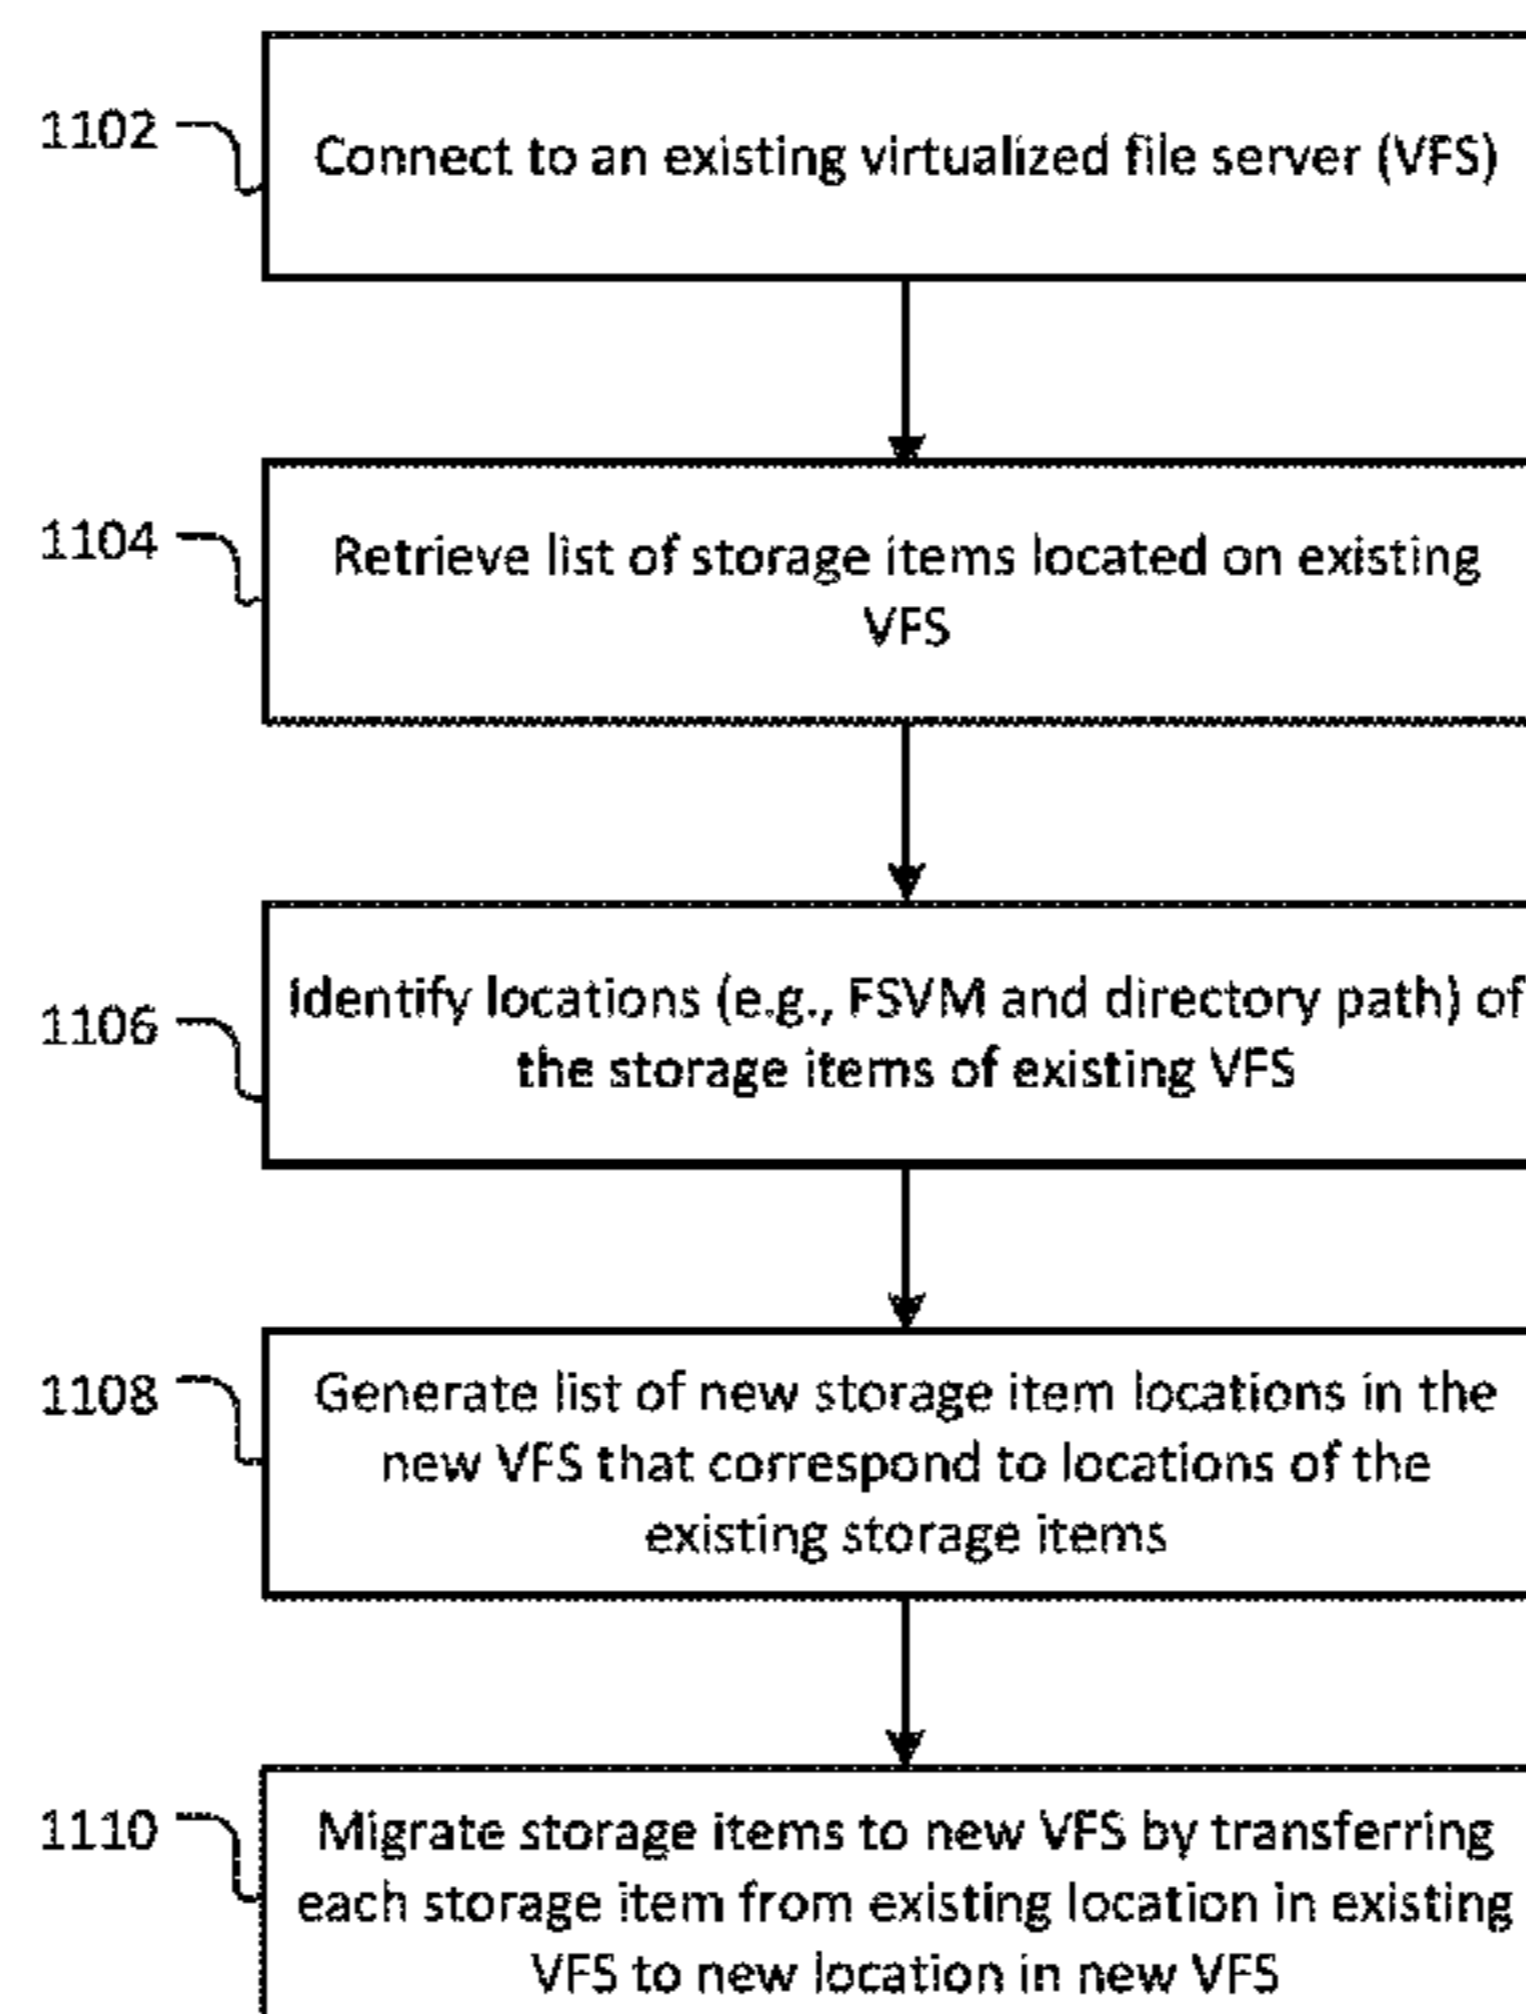 1102
Connect to an existing virtualized file server (VFS)
1104
Retrieve list of storage items located on existing
VFS
1106
Identify locations (e.g., FSVM and directory path) of
the storage items of existing VFS
1108
Generate list of new storage item locations in the
new VFS that correspond to locations of the
existing storage items
1110
Migrate storage items to new VFS by transferring
each storage item from existing location in existing
VFS to new location in new VFS